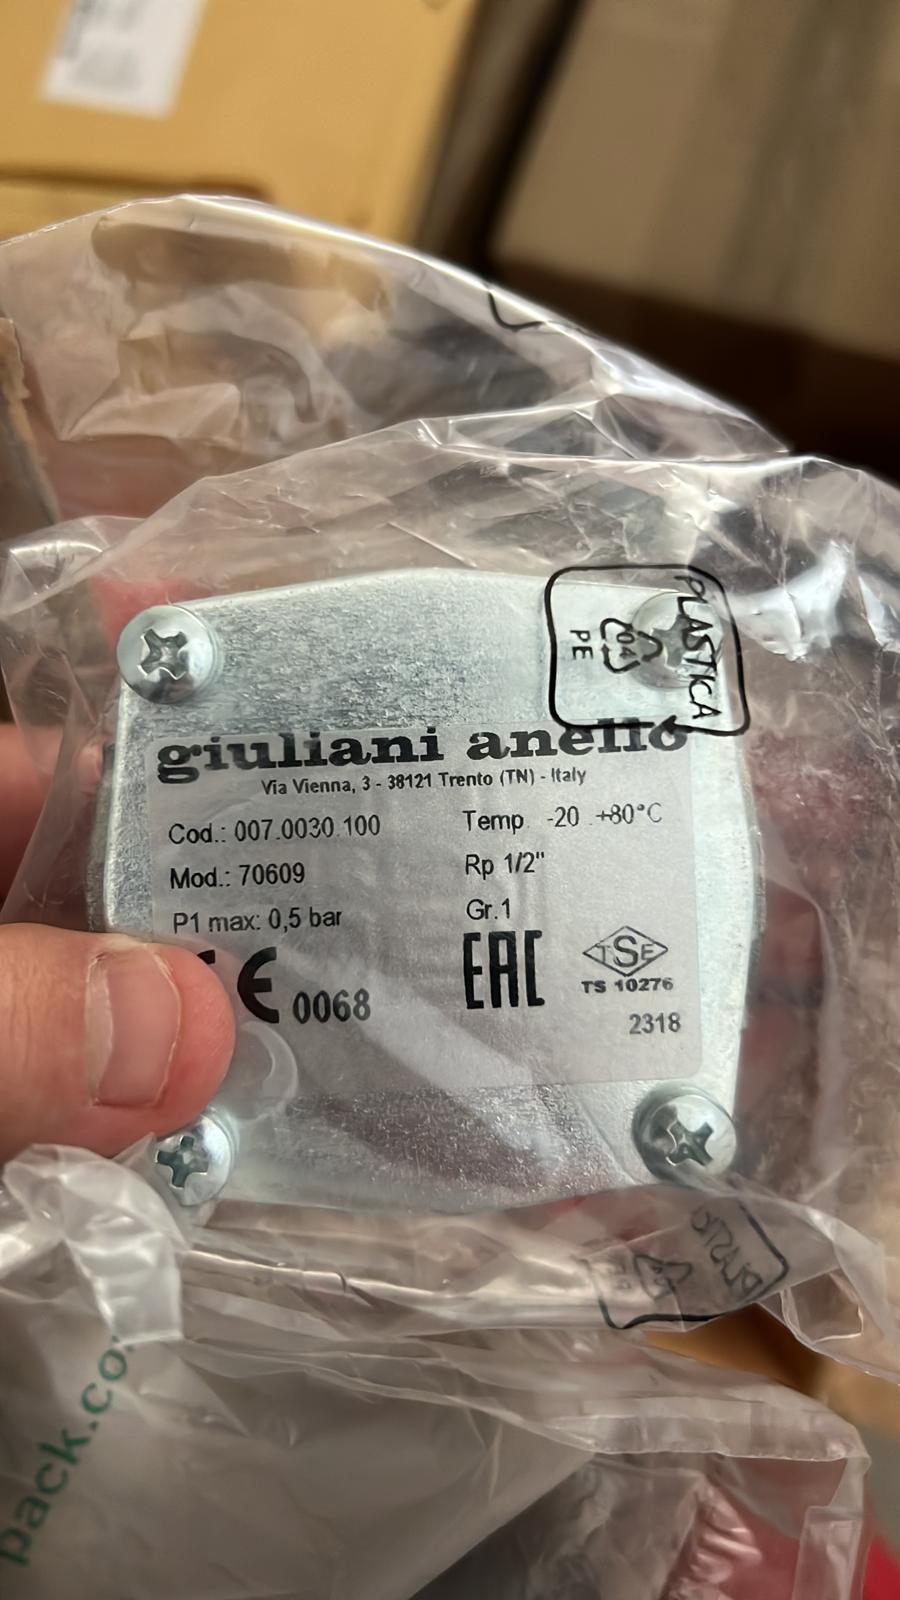 PLASTICA
04
PE
giuliani anello
Via Vienna, 3 - 38121 Trento (TN) - Italy
Cod.: 007.0030.100
Temp -20 +80°C
Mod.: 70609
Rp 1/2"
P1 max: 0,5 bar
Gr.1
CE 0068
EAC
TSE
TS 10276
2318
PLASTICA
pack.co